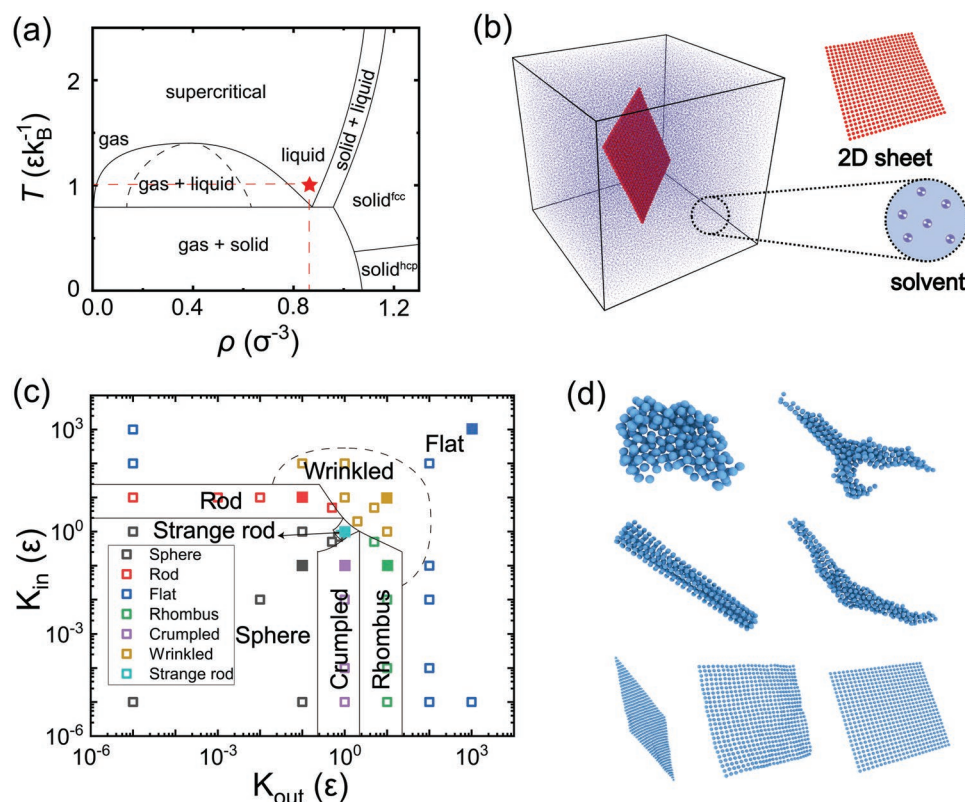 (a)
2
1
0
T (εk_B^-1)
supercritical
gas
liquid
gas + liquid
solid + liquid
solid^fcc
gas + solid
solid^hcp
0.0 0.4 0.8 1.2
ρ (σ^-3)
(b)
2D sheet
solvent
(c)
10^3
10^0
10^-3
10^-6
K_in (ε)
Flat
Wrinkled
Rod
Strange rod
Sphere
Rod
Flat
Rhombus
Crumpled
Wrinkled
Strange rod
Sphere
Crumpled
Rhombus
10^-6 10^-3 10^0 10^3
K_out (ε)
(d)